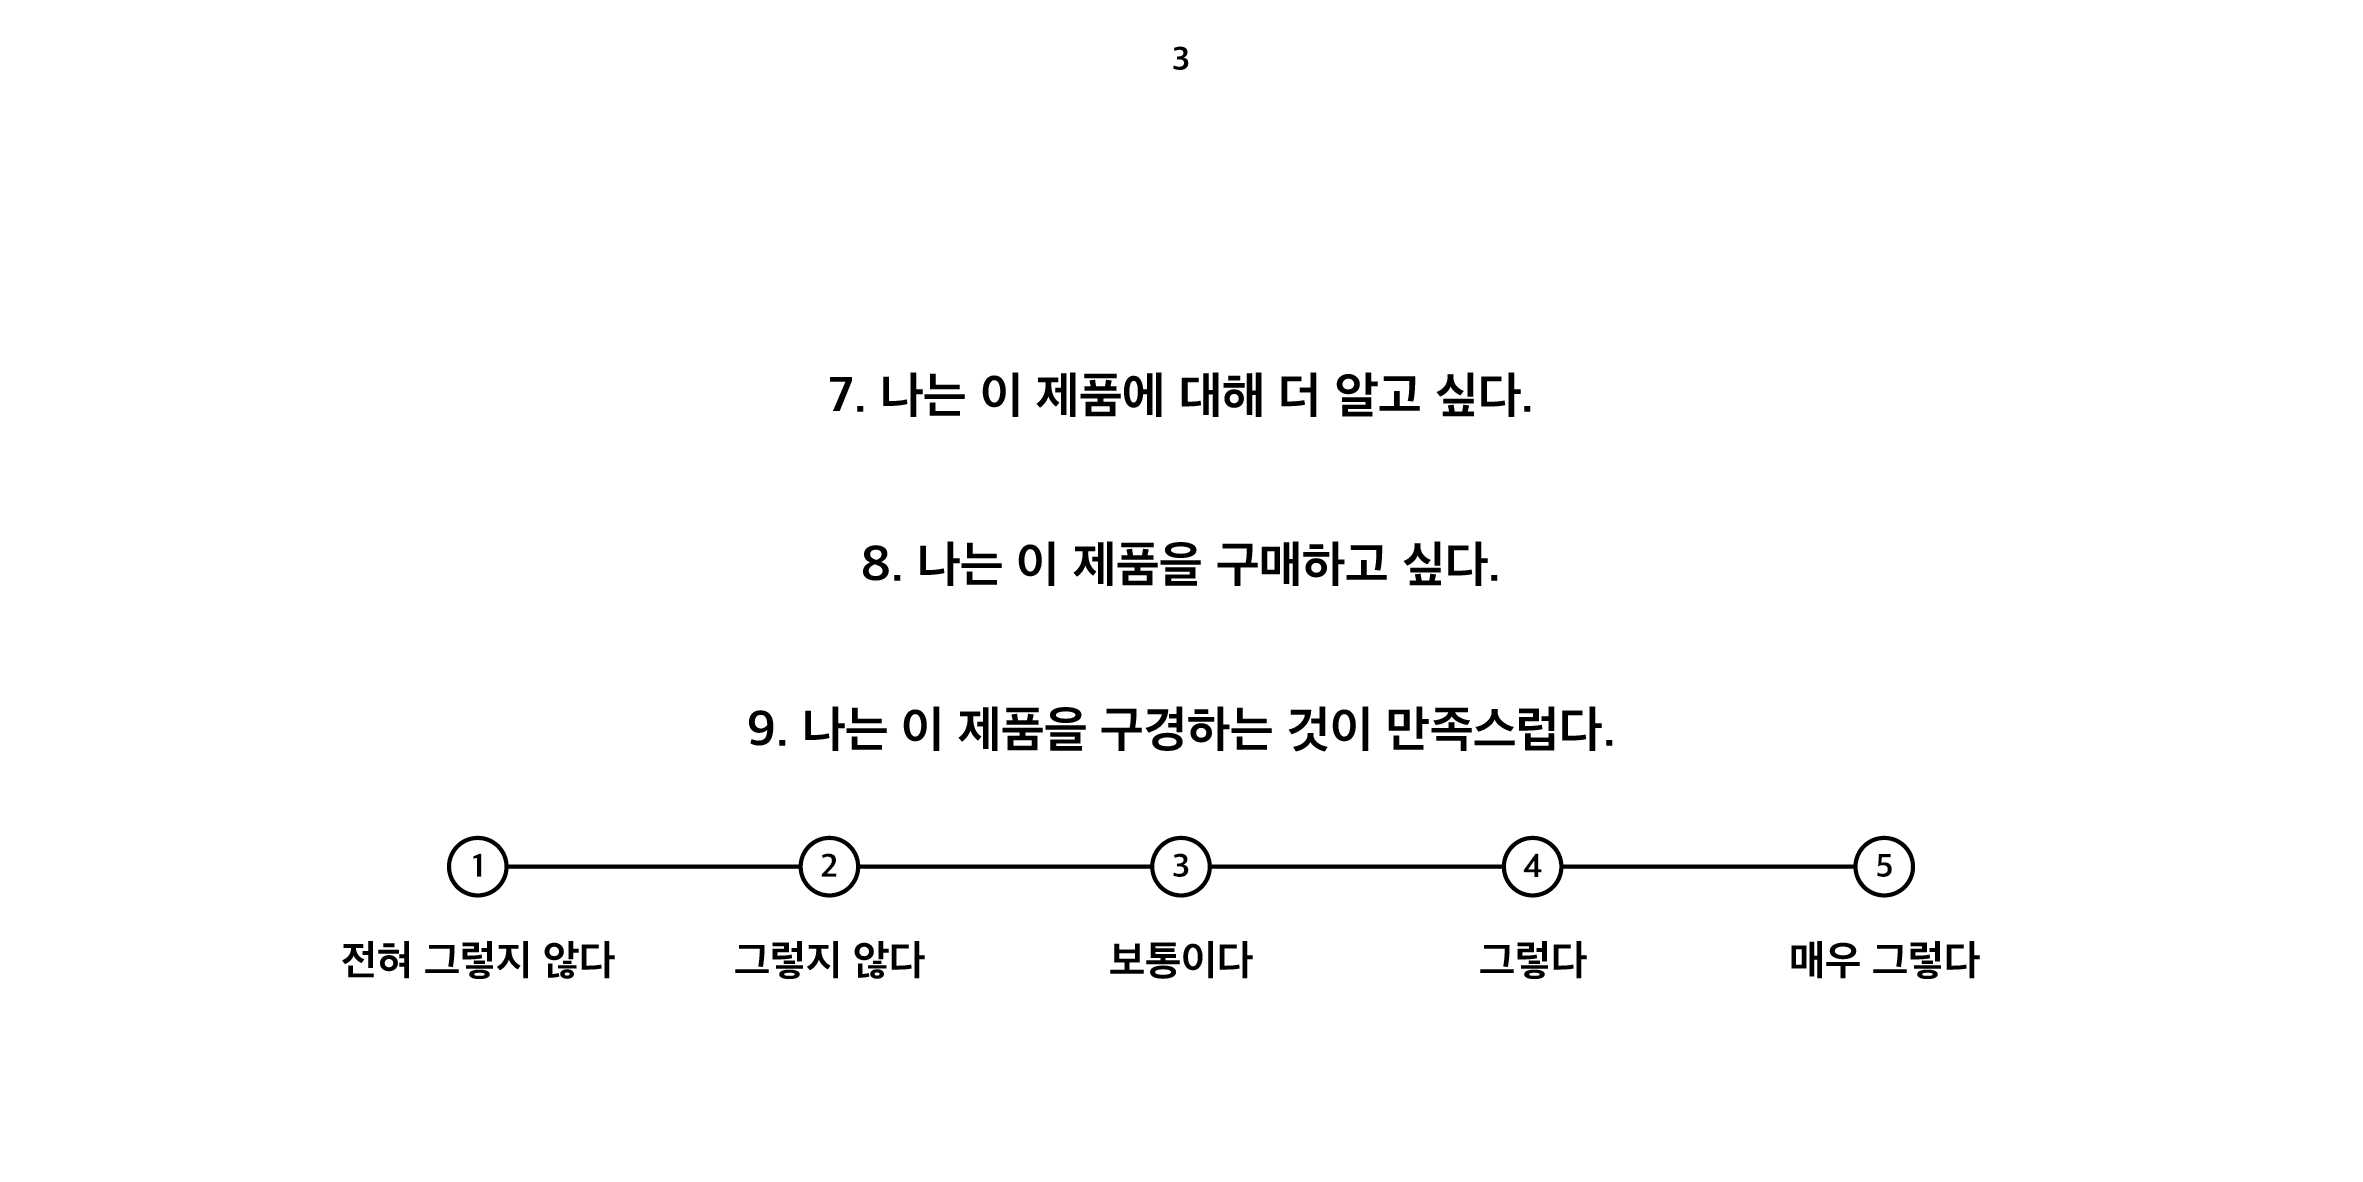 3
7. 나는 이 제품에 대해 더 알고 싶다.
8. 나는 이 제품을 구매하고 싶다.
9. 나는 이 제품을 구경하는 것이 만족스럽다.
1 2 3 4 5
전혀 그렇지 않다 그렇지 않다 보통이다 그렇다 매우 그렇다